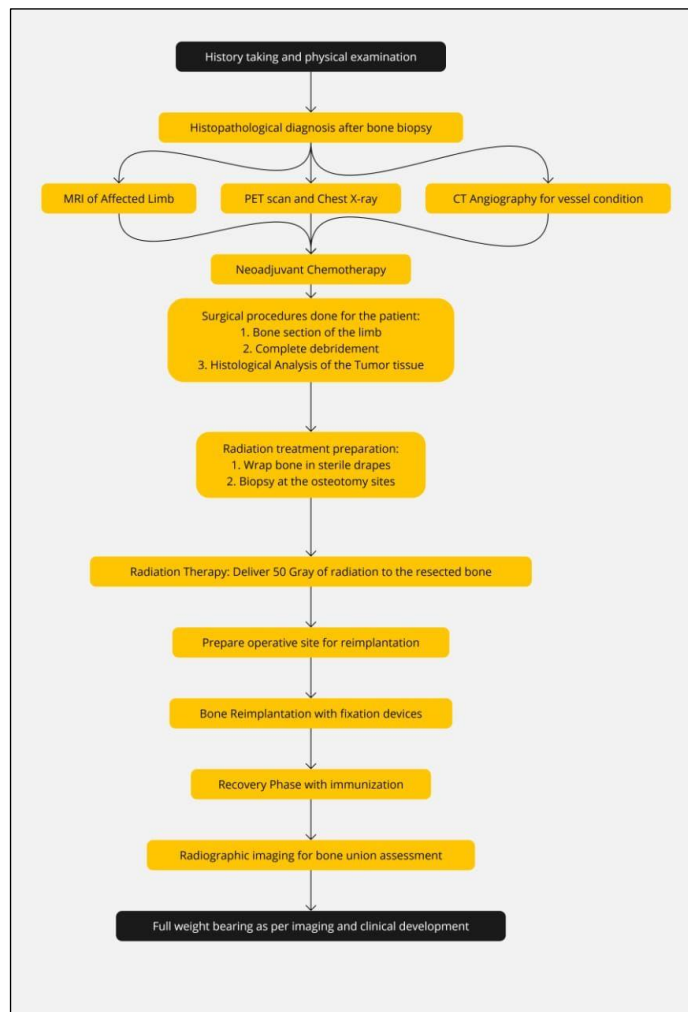 History taking and physical examination
Histopathological diagnosis after bone biopsy
MRI of Affected Limb
PET scan and Chest X-ray
CT Angiography for vessel condition
Neoadjuvant Chemotherapy
Surgical procedures done for the patient:
1. Bone section of the limb
2. Complete debridement
3. Histological Analysis of the Tumor tissue
Radiation treatment preparation:
1. Wrap bone in sterile drapes
2. Biopsy at the osteotomy sites
Radiation Therapy: Deliver 50 Gray of radiation to the resected bone
Prepare operative site for reimplantation
Bone Reimplantation with fixation devices
Recovery Phase with immunization
Radiographic imaging for bone union assessment
Full weight bearing as per imaging and clinical development